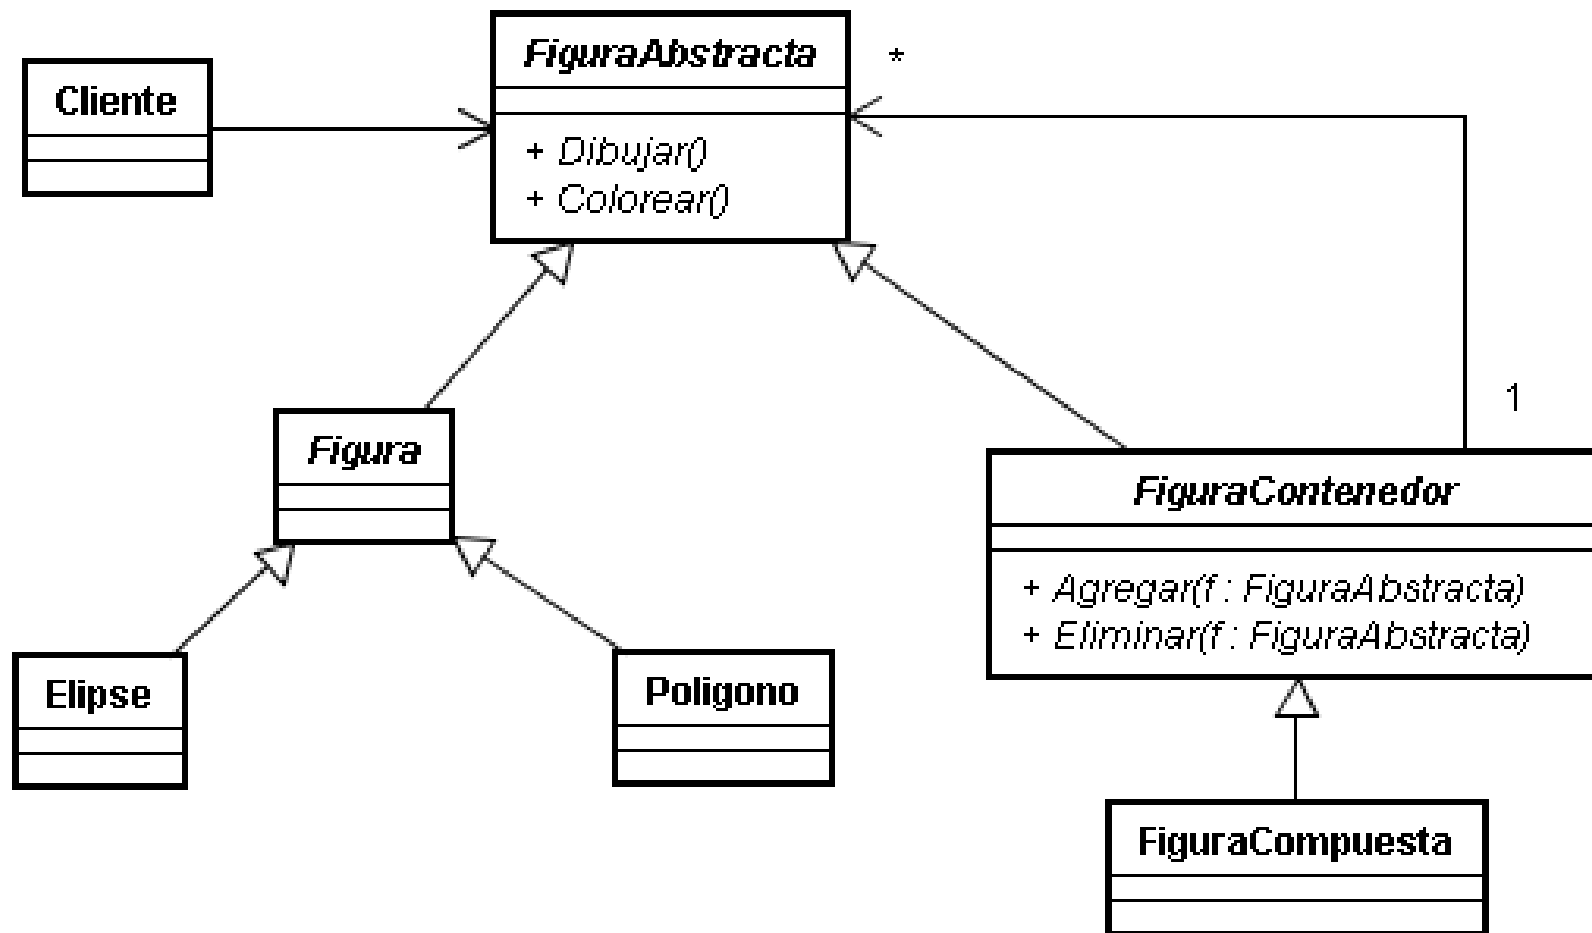 FiguraAbstracta
*
Cliente
+ Dibujar()
+ Colorear()
1
Figura
FiguraContenedor
+ Agregar(f : FiguraAbstracta)
+ Eliminar(f : FiguraAbstracta)
Elipse
Poligono
FiguraCompuesta